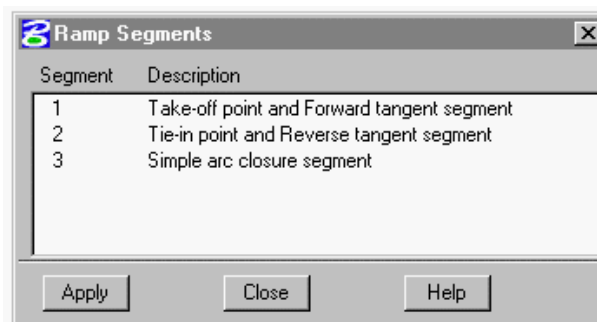 Ramp Segments
Segment Description
1 Take-off point and Forward tangent segment
2 Tie-in point and Reverse tangent segment
3 Simple arc closure segment
Apply Close Help